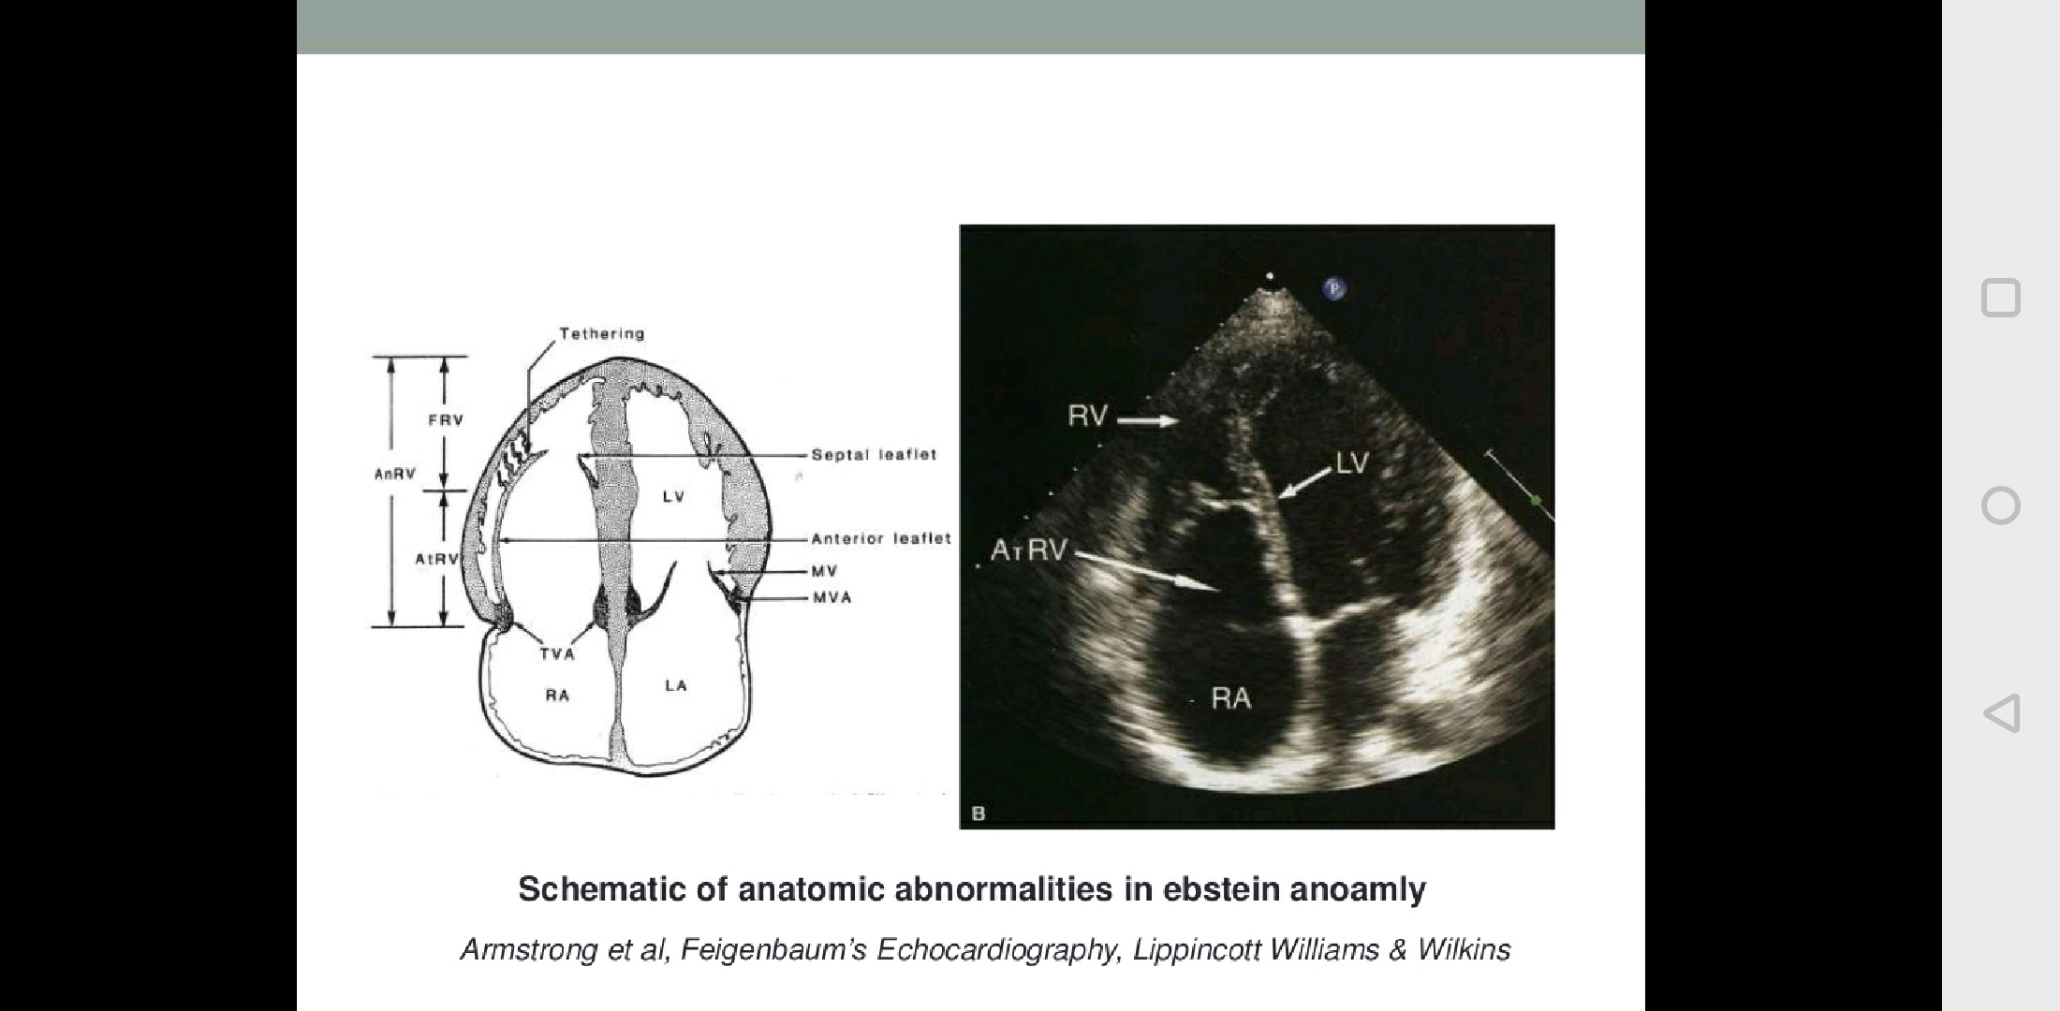 Tethering
FRV
AnRV
AtRV
Septal leaflet
LV
Anterior leaflet
MV
MVA
TVA
RA
LA
P
RV
LV
ATRV
RA
B
Schematic of anatomic abnormalities in ebstein anoamly
Armstrong et al, Feigenbaum's Echocardiography, Lippincott Williams & Wilkins